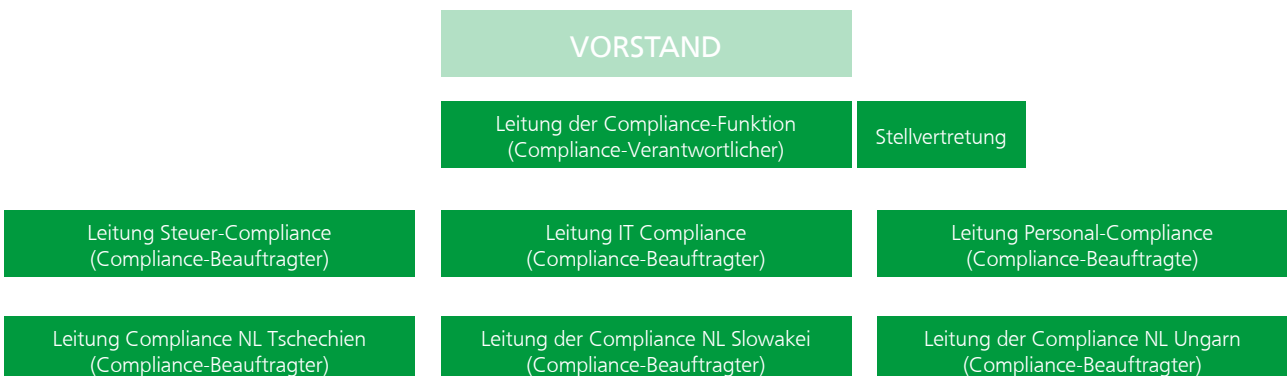 VORSTAND
Leitung der Compliance-Funktion
(Compliance-Verantwortlicher)
Stellvertretung
Leitung Steuer-Compliance
(Compliance-Beauftragter)
Leitung IT Compliance
(Compliance-Beauftragter)
Leitung Personal-Compliance
(Compliance-Beauftragte)
Leitung Compliance NL Tschechien
(Compliance-Beauftragter)
Leitung der Compliance NL Slowakei
(Compliance-Beauftragter)
Leitung der Compliance NL Ungarn
(Compliance-Beauftragter)